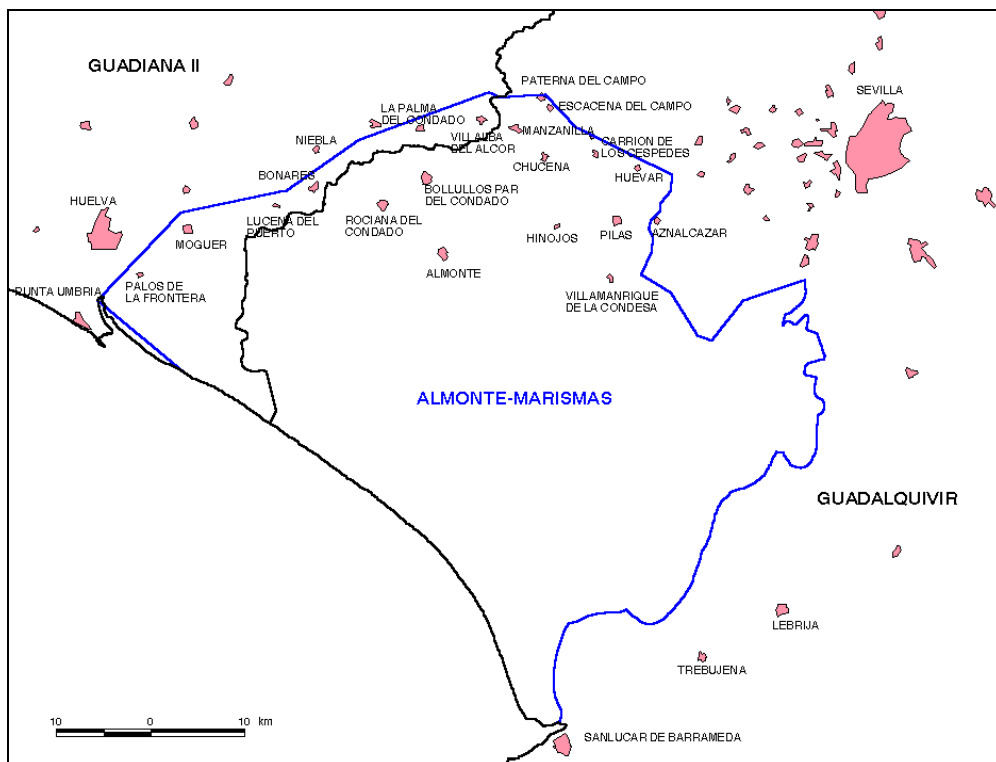 GUADIANA II
PATERNA DEL CAMPO
SEVILLA
ESCACENA DEL CAMPO
LA PALMA
DEL CONDADO
MANZANILLA
VILLALBA
DEL ALCOR
NIEBLA
CARRION DE
LOS CESPEDES
CHUCENA
BONARES
HUEVAR
BOLLULLOS PAR
DEL CONDADO
HUELVA
LUCENA DEL
PUERTO
ROCIANA DEL
CONDADO
MOGUER
HINOJOS
PILAS
AZNALCAZAR
ALMONTE
PUNTA UMBRIA
PALOS DE
LA FRONTERA
VILLAMANRIQUE
DE LA CONDESA
ALMONTE-MARISMAS
GUADALQUIVIR
LEBRIJA
TREBUJENA
10 0 10 km
SANLUCAR DE BARRAMEDA